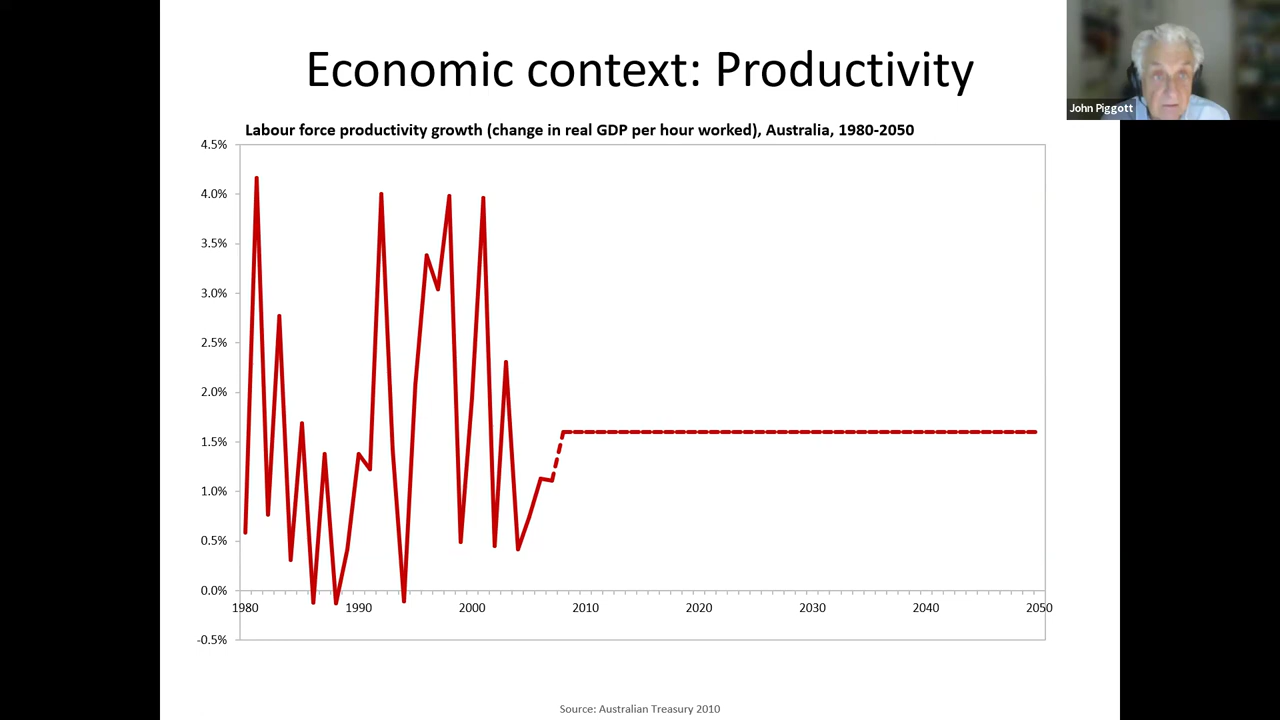 Economic context: Productivity
John Piggott
Labour force productivity growth (change in real GDP per hour worked), Australia, 1980-2050
4.5%
4.0%
3.5%
3.0%
2.5%
2.0%
1.5%
1.0%
0.5%
0.0%
1980 1990 2000 2010 2020 2030 2040 2050
-0.5%
Source: Australian Treasury 2010